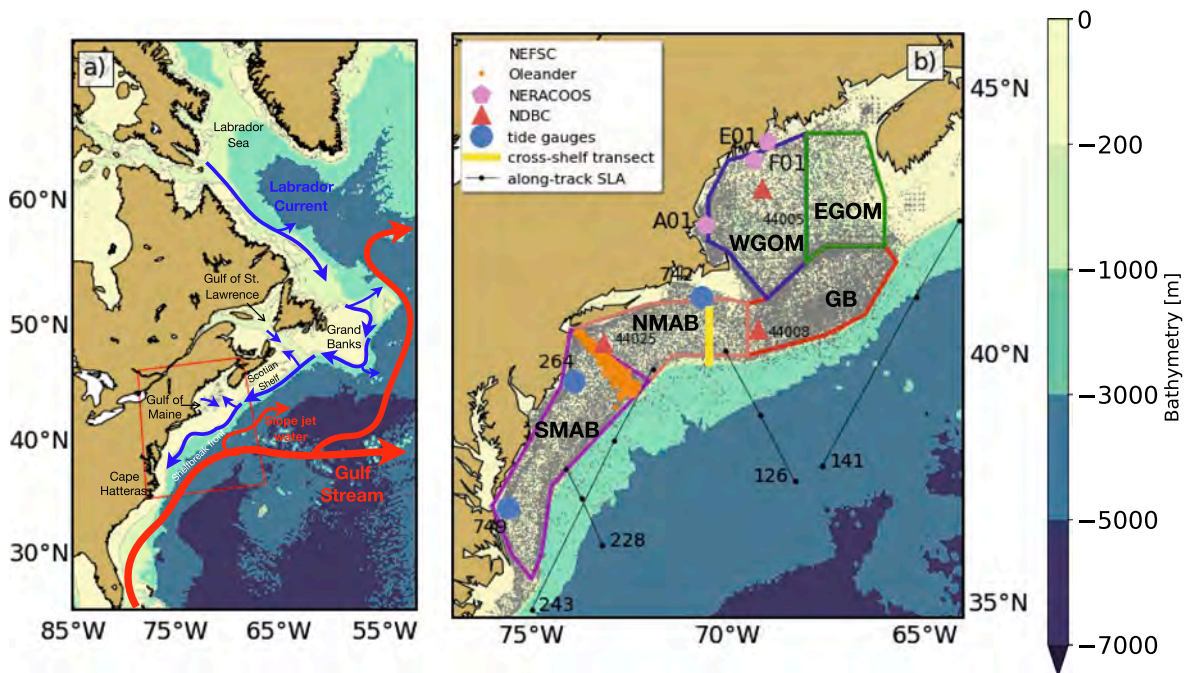 a)
Labrador
Sea
Labrador
Current
Gulf of St.
Lawrence
Grand
Banks
Scotian
Shelf
Gulf of
Maine
Slope jet
water
Shelfbreak front
Cape
Hatteras
Gulf
Stream
60°N
50°N
40°N
30°N
85°W
75°W
65°W
55°W
b)
NEFSC
Oleander
NERACOOS
NDBC
tide gauges
cross-shelf transect
along-track SLA
E01
F01
A01
44005
EGOM
WGOM
742
GB
NMAB
44008
44025
264
SMAB
126
141
749
228
243
45°N
40°N
35°N
75°W
70°W
65°W
0
−200
−1000
−3000
−5000
−7000
Bathymetry [m]